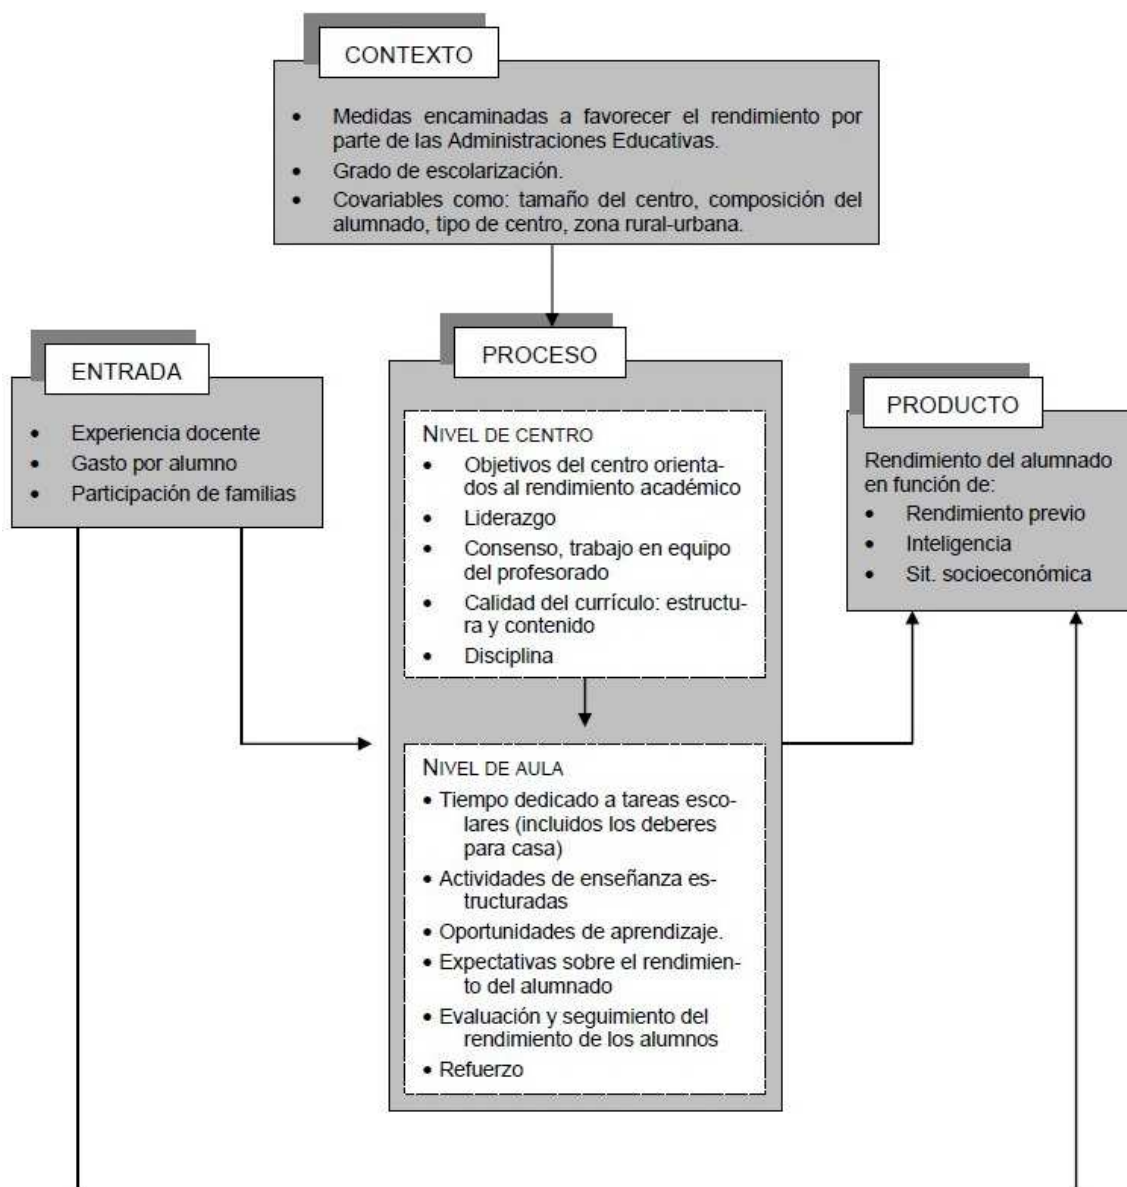 CONTEXTO
• Medidas encaminadas a favorecer el rendimiento por
parte de las Administraciones Educativas.
• Grado de escolarización.
• Covariables como: tamaño del centro, composición del
alumnado, tipo de centro, zona rural-urbana.
ENTRADA
• Experiencia docente
• Gasto por alumno
• Participación de familias
PROCESO
NIVEL DE CENTRO
• Objetivos del centro orienta-
dos al rendimiento académico
• Liderazgo
• Consenso, trabajo en equipo
del profesorado
• Calidad del currículo: estructu-
ra y contenido
• Disciplina
NIVEL DE AULA
• Tiempo dedicado a tareas esco-
lares (incluidos los deberes
para casa)
• Actividades de enseñanza es-
tructuradas
• Oportunidades de aprendizaje.
• Expectativas sobre el rendimien-
to del alumnado
• Evaluación y seguimiento del
rendimiento de los alumnos
• Refuerzo
PRODUCTO
Rendimiento del alumnado
en función de:
• Rendimiento previo
• Inteligencia
• Sit. socioeconómica